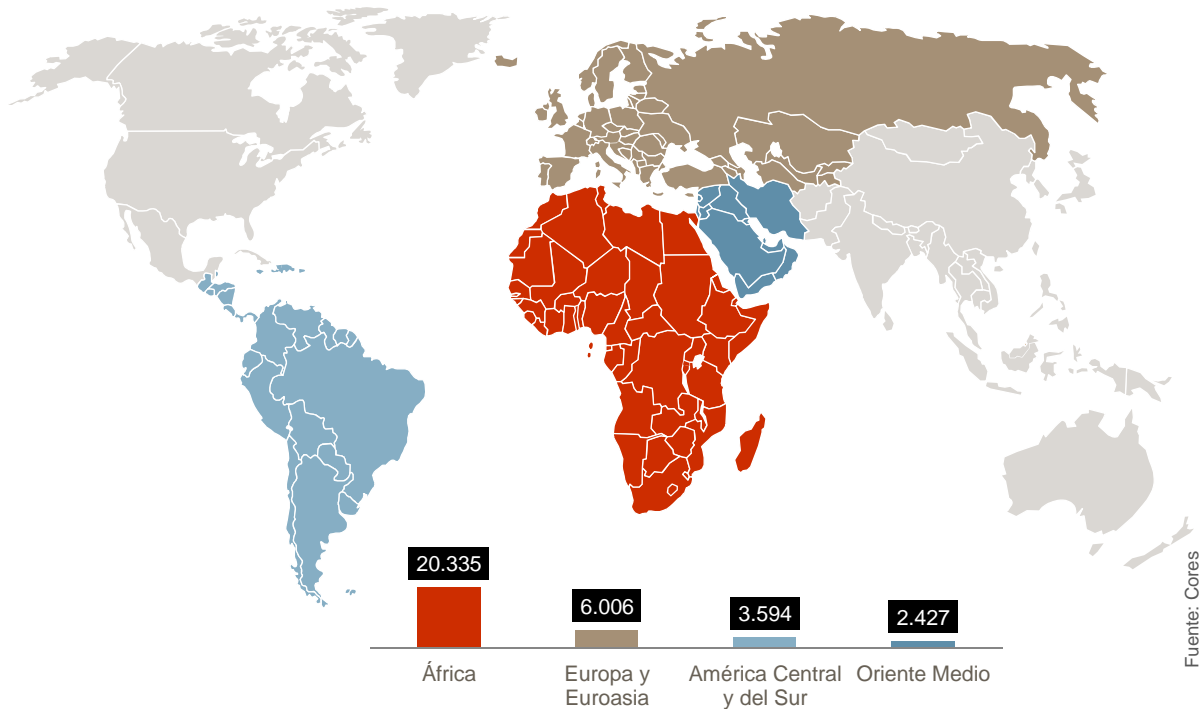 20.335
6.006
3.594
2.427
África
Europa y
Euroasia
América Central
y del Sur
Oriente Medio
Fuente: Cores